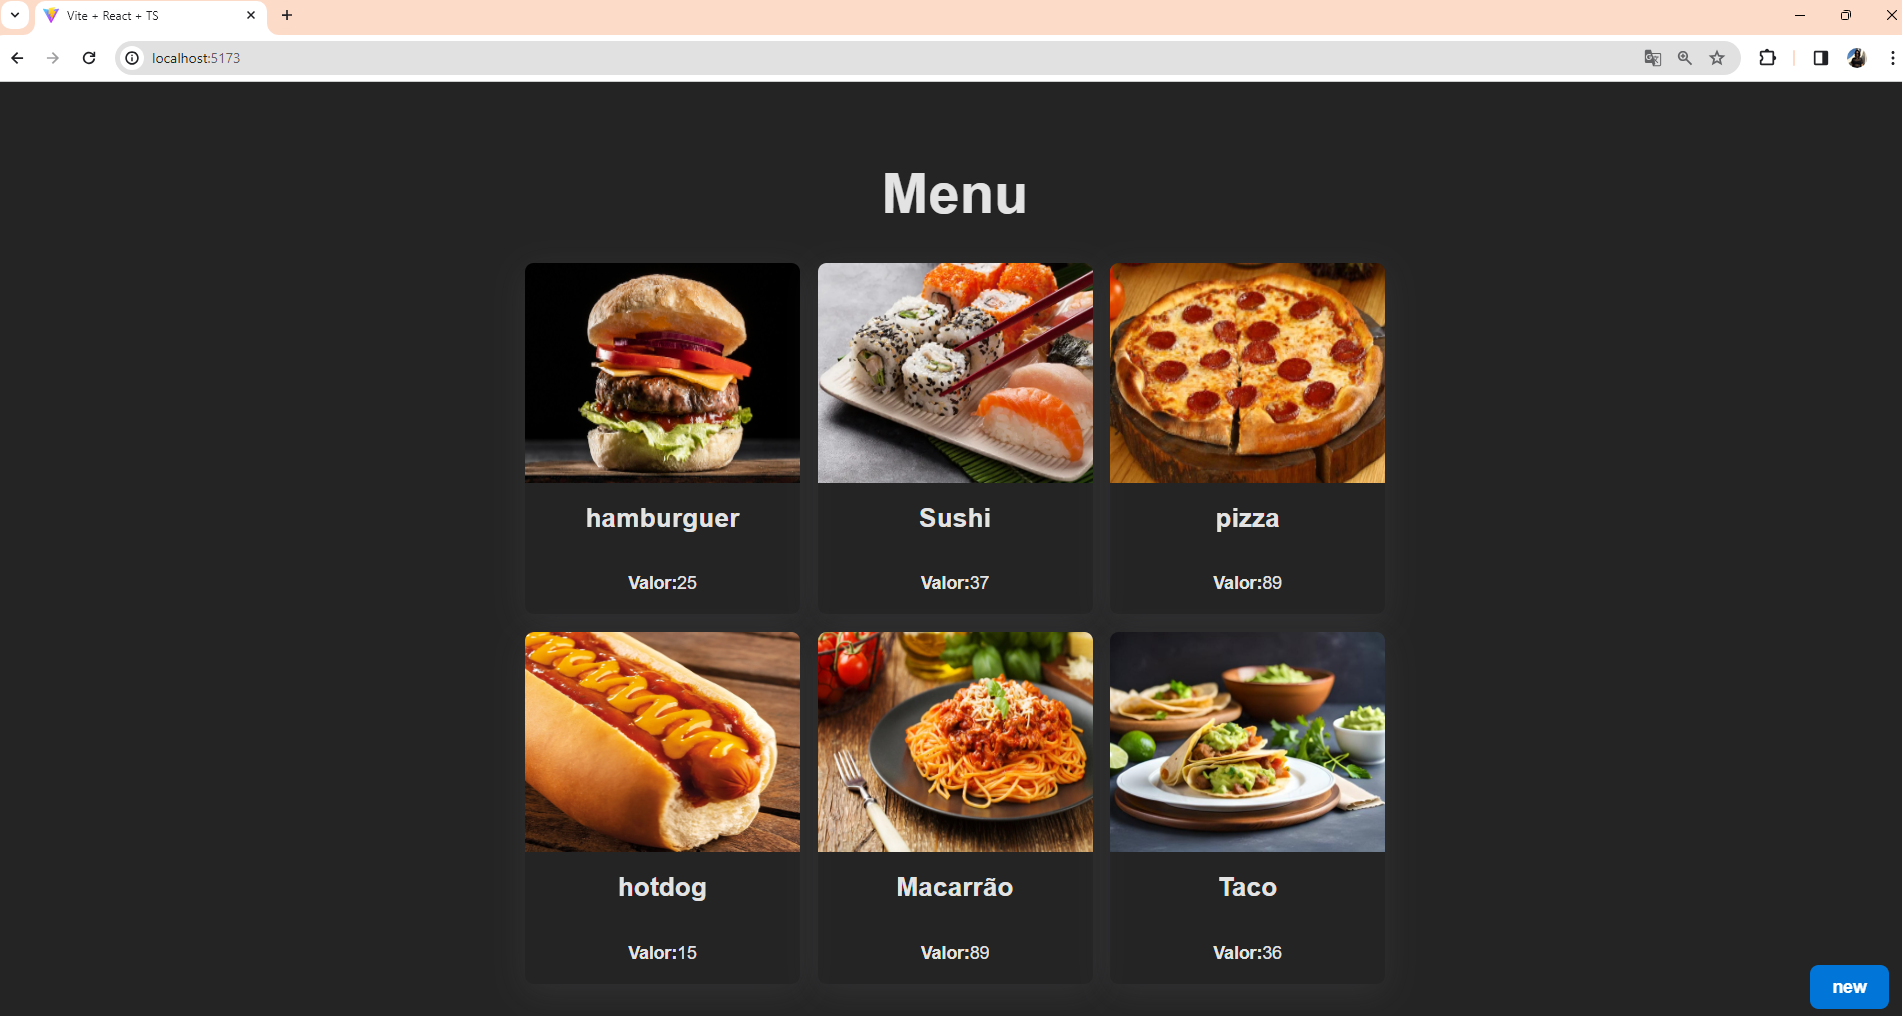 Vite + React + TS
localhost:5173
Menu
hamburguer
Sushi
pizza
Valor:25
Valor:37
Valor:89
hotdog
Macarrão
Taco
Valor:15
Valor:89
Valor:36
new